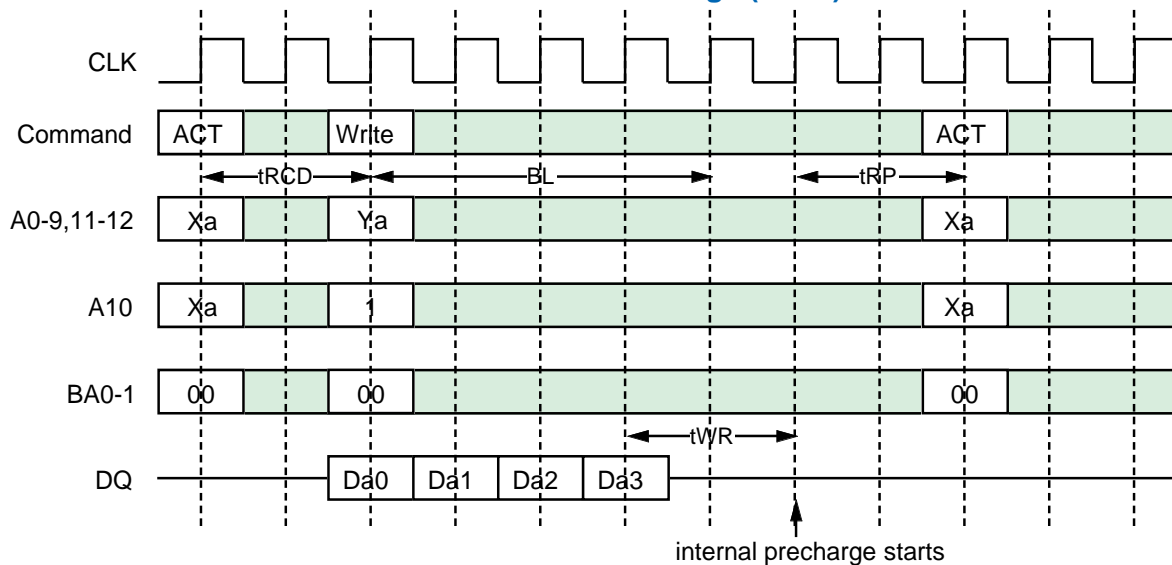 CLK
Command ACT Write ACT
tRCD BL tRP
A0-9,11-12 Xa Ya Xa
A10 Xa 1 Xa
BA0-1 00 00 00
tWR
DQ Da0 Da1 Da2 Da3
internal precharge starts